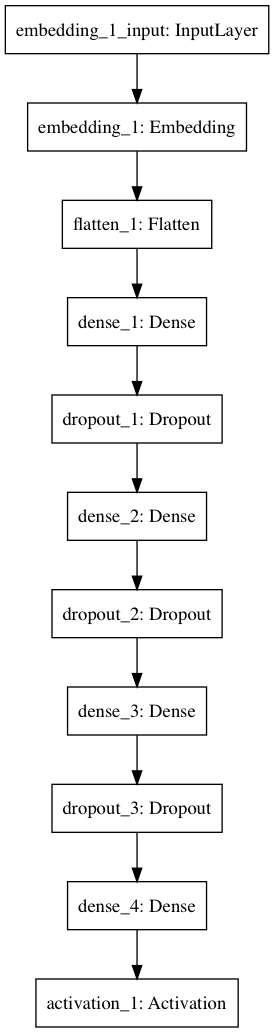 embedding_1_input: InputLayer
embedding_1: Embedding
flatten_1: Flatten
dense_1: Dense
dropout_1: Dropout
dense_2: Dense
dropout_2: Dropout
dense_3: Dense
dropout_3: Dropout
dense_4: Dense
activation_1: Activation